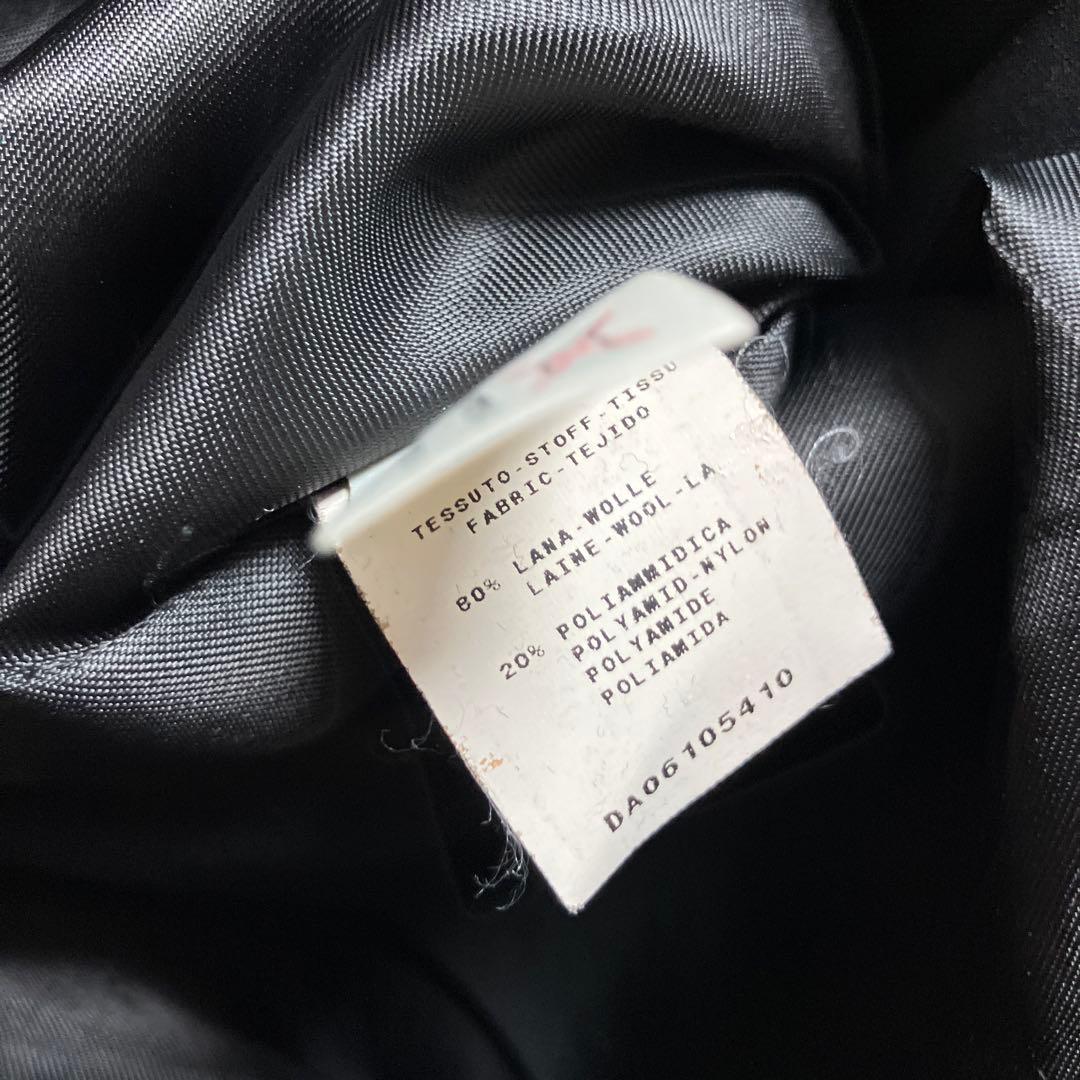 TESSUTO-STOFF-TISSU
FABRIC-TEJIDO
80% LANA-WOLLE
LAINE-WOOL-LA
20% POLIAMMIDICA
POLYAMID-NYLON
POLYAMIDE
POLIAMIDA
DA06105410